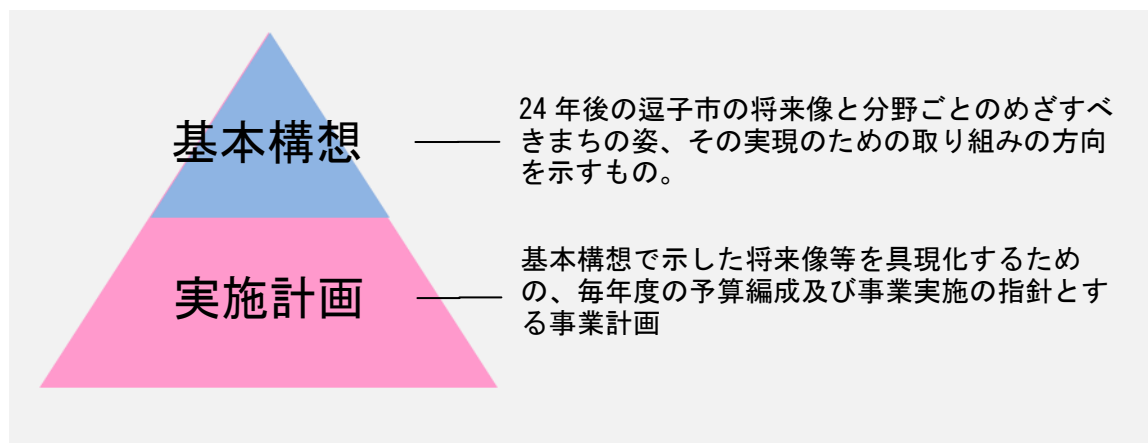 基本構想
24年後の逗子市の将来像と分野ごとのめざすべ
きまちの姿、その実現のための取り組みの方向
を示すもの。
実施計画
基本構想で示した将来像等を具現化するため
の、毎年度の予算編成及び事業実施の指針とす
る事業計画